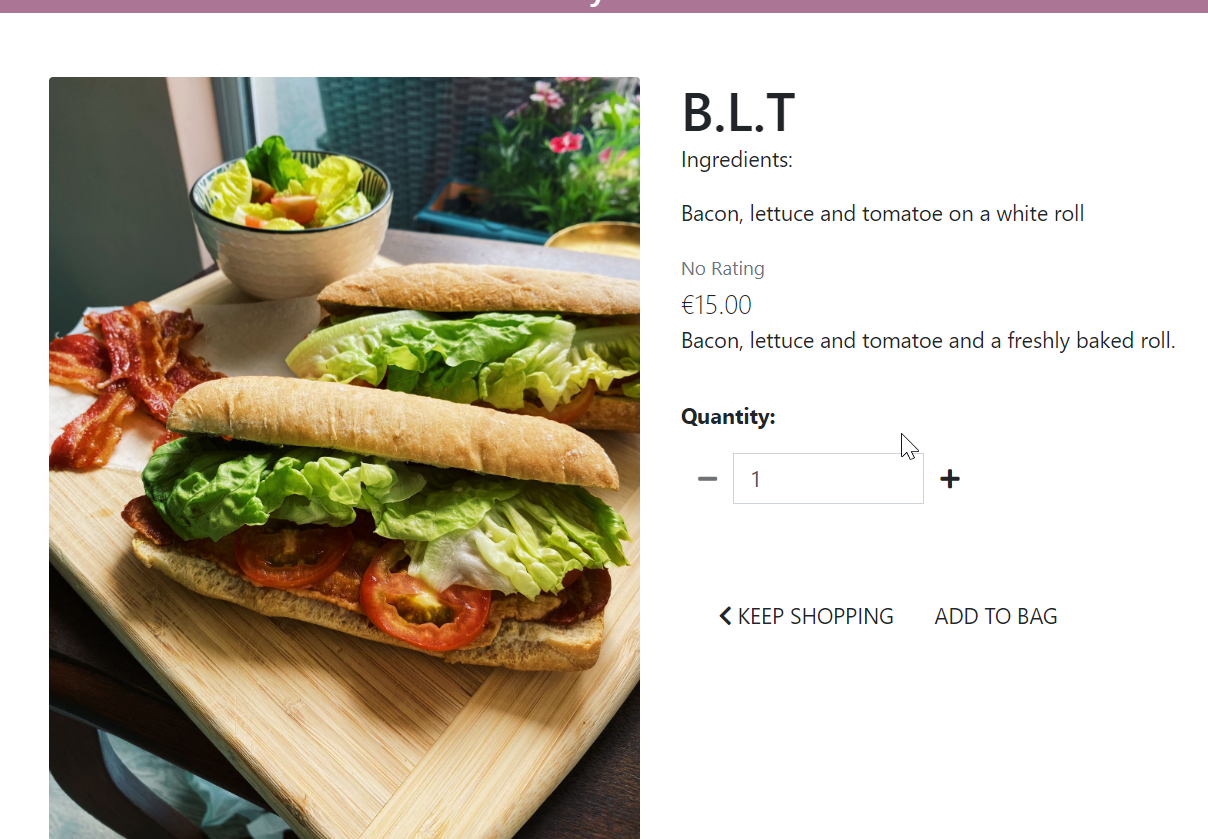 B.L.T
Ingredients:
Bacon, lettuce and tomatoe on a white roll
No Rating
€15.00
Bacon, lettuce and tomatoe and a freshly baked roll.
Quantity:
1
KEEP SHOPPING ADD TO BAG